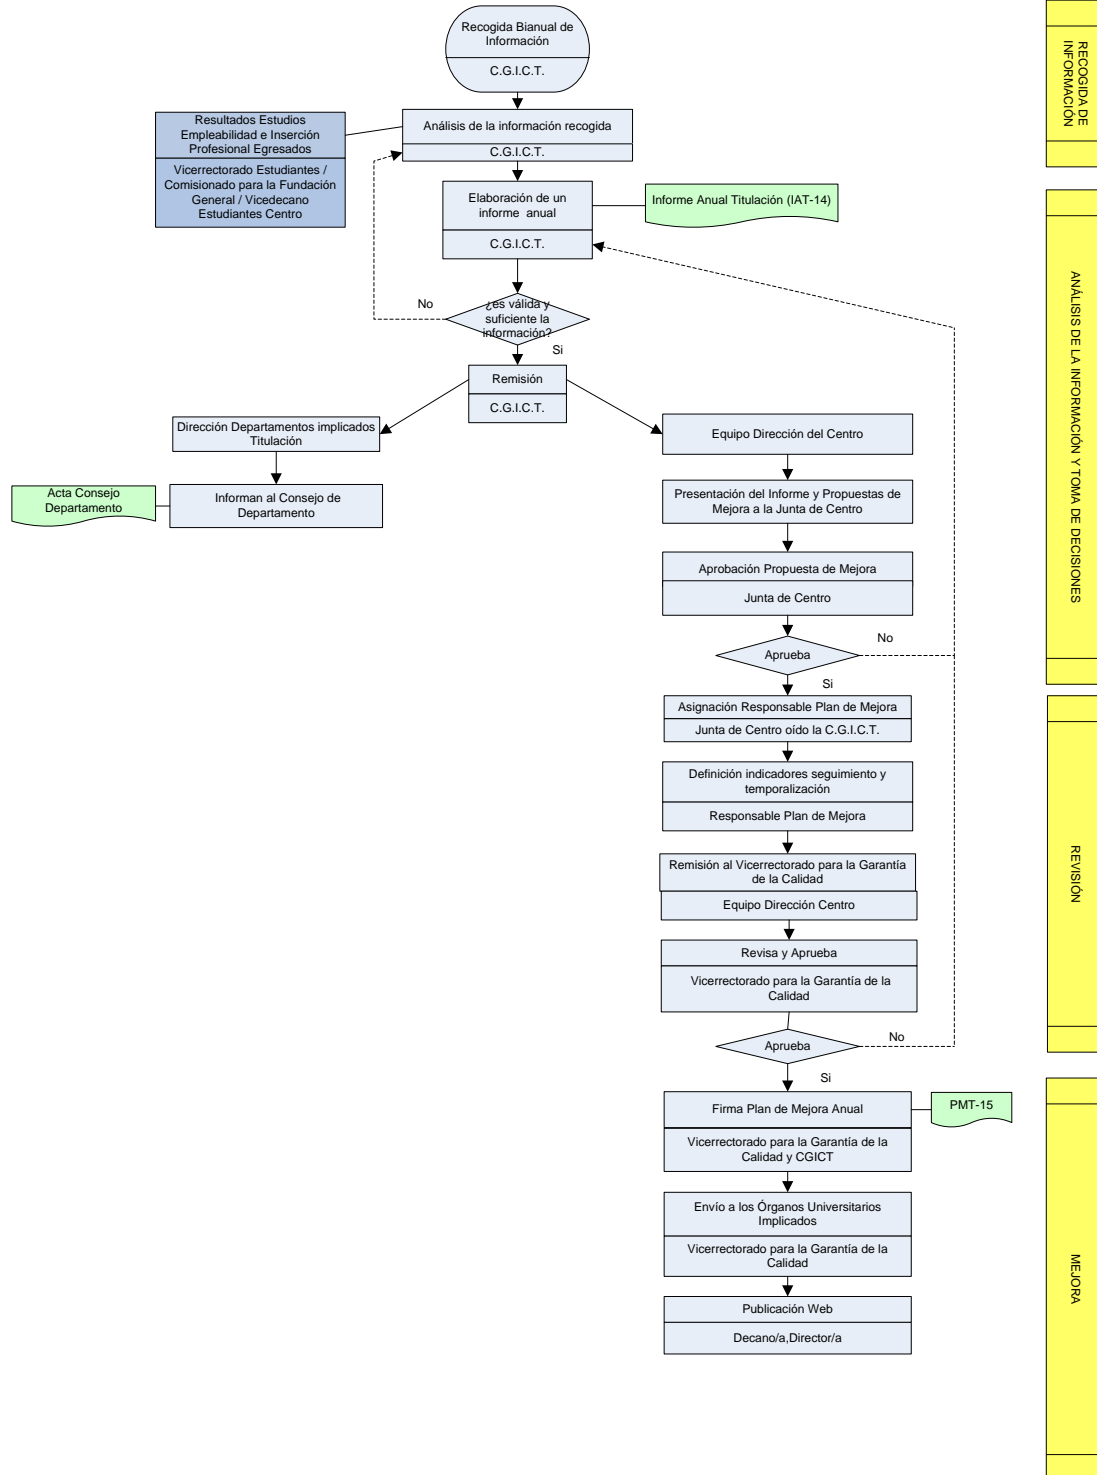 Recogida Bianual de
Información
C.G.I.C.T.
RECOGIDA DE
INFORMACIÓN
Resultados Estudios
Empleabilidad e Inserción
Profesional Egresados
Vicerrectorado Estudiantes /
Comisionado para la Fundación
General / Vicedecano
Estudiantes Centro
Análisis de la información recogida
C.G.I.C.T.
Elaboración de un
informe anual
C.G.I.C.T.
Informe Anual Titulación (IAT-14)
ANÁLISIS DE LA INFORMACIÓN Y TOMA DE DECISIONES
No
¿es válida y
suficiente la
información?
Si
Remisión
C.G.I.C.T.
Dirección Departamentos implicados
Titulación
Acta Consejo
Departamento
Informan al Consejo de
Departamento
Equipo Dirección del Centro
Presentación del Informe y Propuestas de
Mejora a la Junta de Centro
Aprobación Propuesta de Mejora
Junta de Centro
Aprueba
No
Si
Asignación Responsable Plan de Mejora
Junta de Centro oído la C.G.I.C.T.
Definición indicadores seguimiento y
temporalización
Responsable Plan de Mejora
REVISIÓN
Remisión al Vicerrectorado para la Garantía
de la Calidad
Equipo Dirección Centro
Revisa y Aprueba
Vicerrectorado para la Garantía de la
Calidad
Aprueba
No
Si
Firma Plan de Mejora Anual
PMT-15
Vicerrectorado para la Garantía de la
Calidad y CGICT
Envío a los Órganos Universitarios
Implicados
Vicerrectorado para la Garantía de la
Calidad
MEJORA
Publicación Web
Decano/a,Director/a